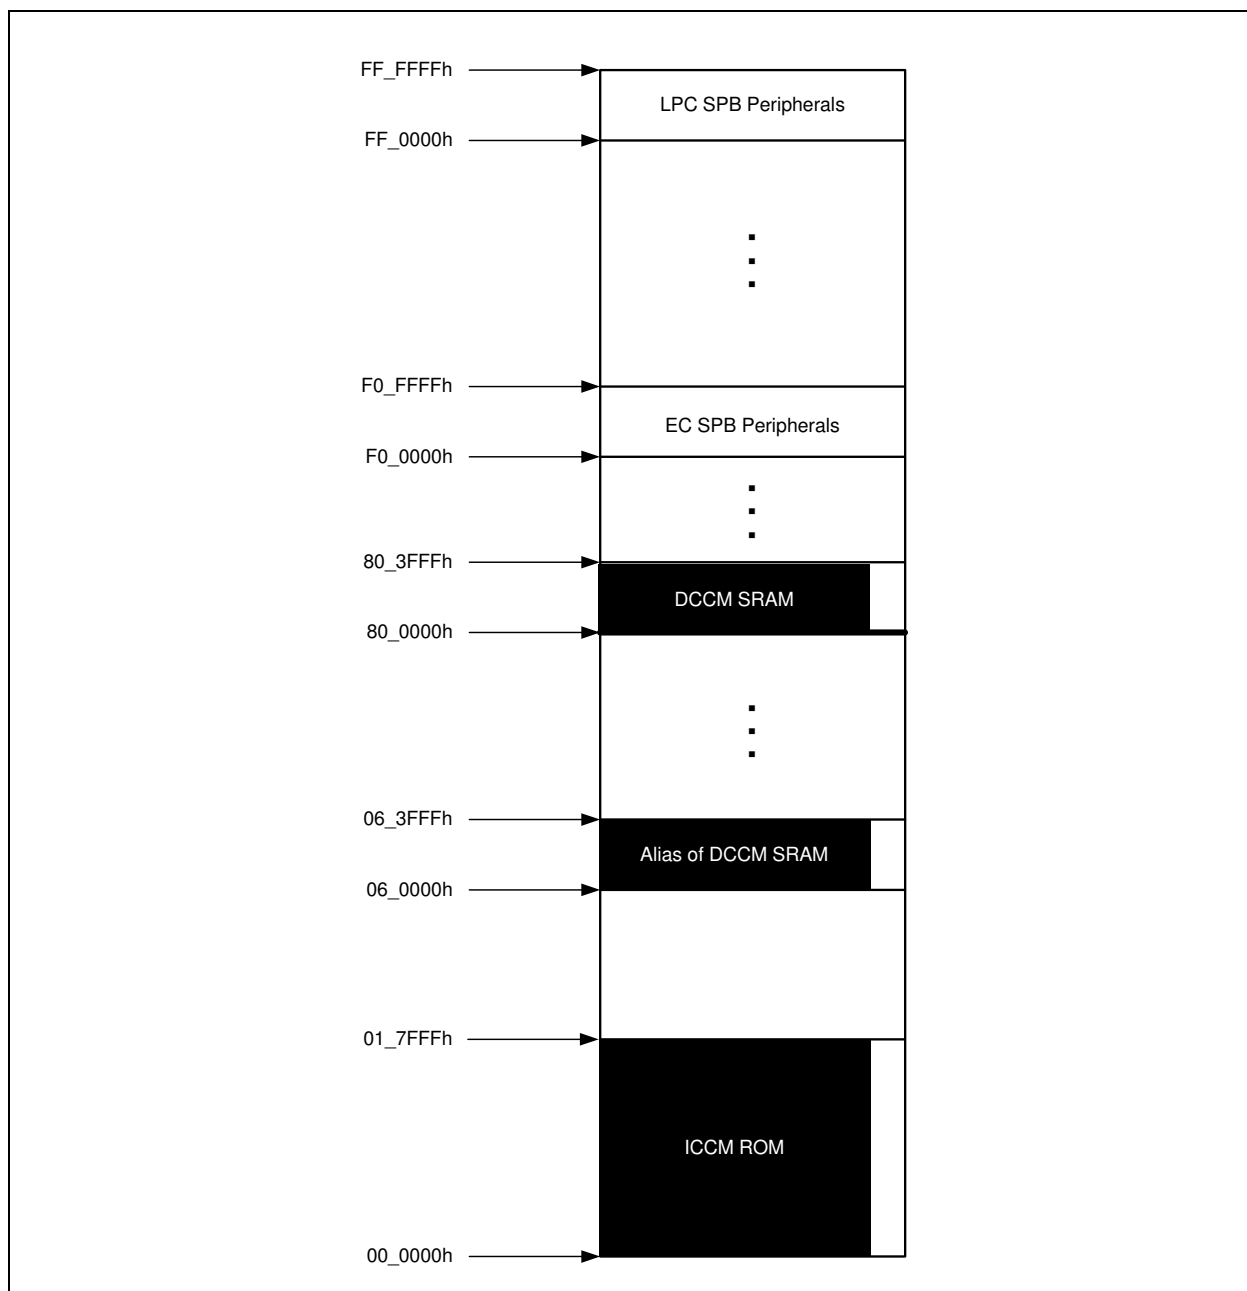 FF_FFFFh
LPC SPB Peripherals
FF_0000h
F0_FFFFh
EC SPB Peripherals
F0_0000h
80_3FFFh
DCCM SRAM
80_0000h
06_3FFFh
Alias of DCCM SRAM
06_0000h
01_7FFFh
ICCM ROM
00_0000h